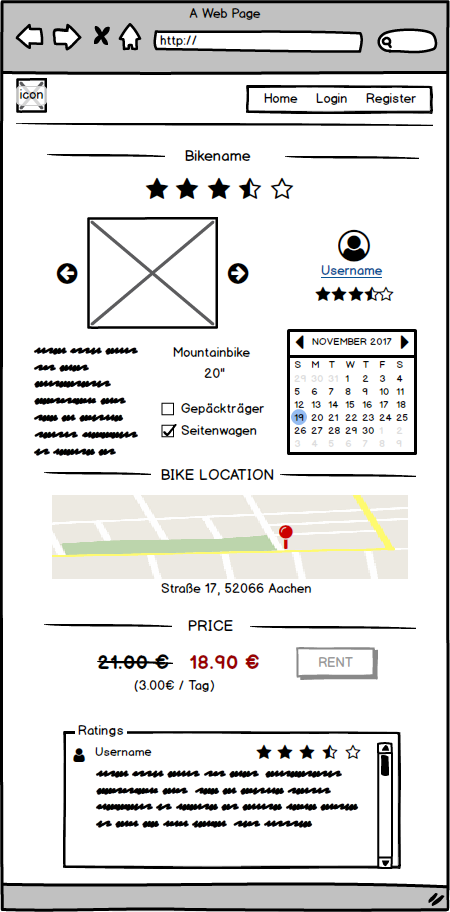 A Web Page
http://
icon
Home Login Register
Bikename
Username
Mountainbike
20"
Gepäckträger
Seitenwagen
NOVEMBER 2017
S M T W T F S
29 30 31 1 2 3 4
5 6 7 8 9 10 11
12 13 14 15 16 17 18
19 20 21 22 23 24 25
26 27 28 29 30 1 2
3 4 5 6 7 8 9
BIKE LOCATION
Straße 17, 52066 Aachen
PRICE
21.00 € 18.90 € RENT
(3.00€ / Tag)
Ratings
Username